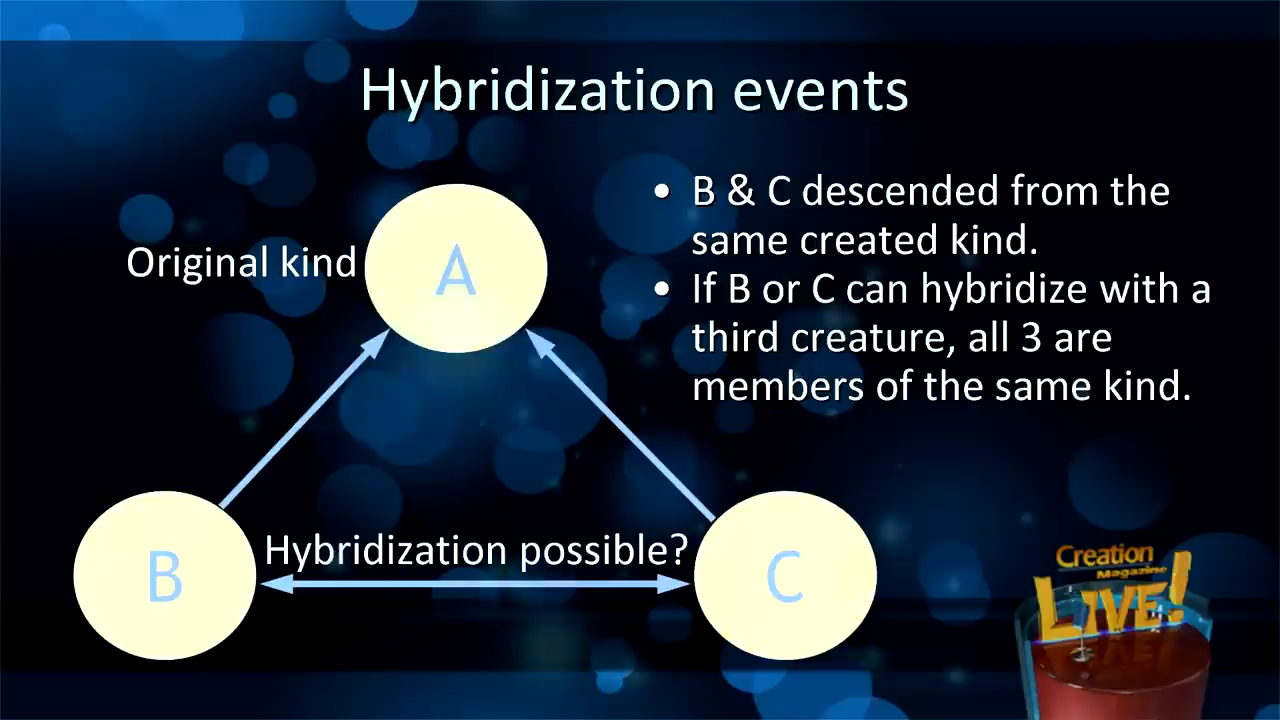 Hybridization events
Original kind
A
• B & C descended from the
same created kind.
• If B or C can hybridize with a
third creature, all 3 are
members of the same kind.
B
Hybridization possible?
C
Creation
Magazine
LIVE!